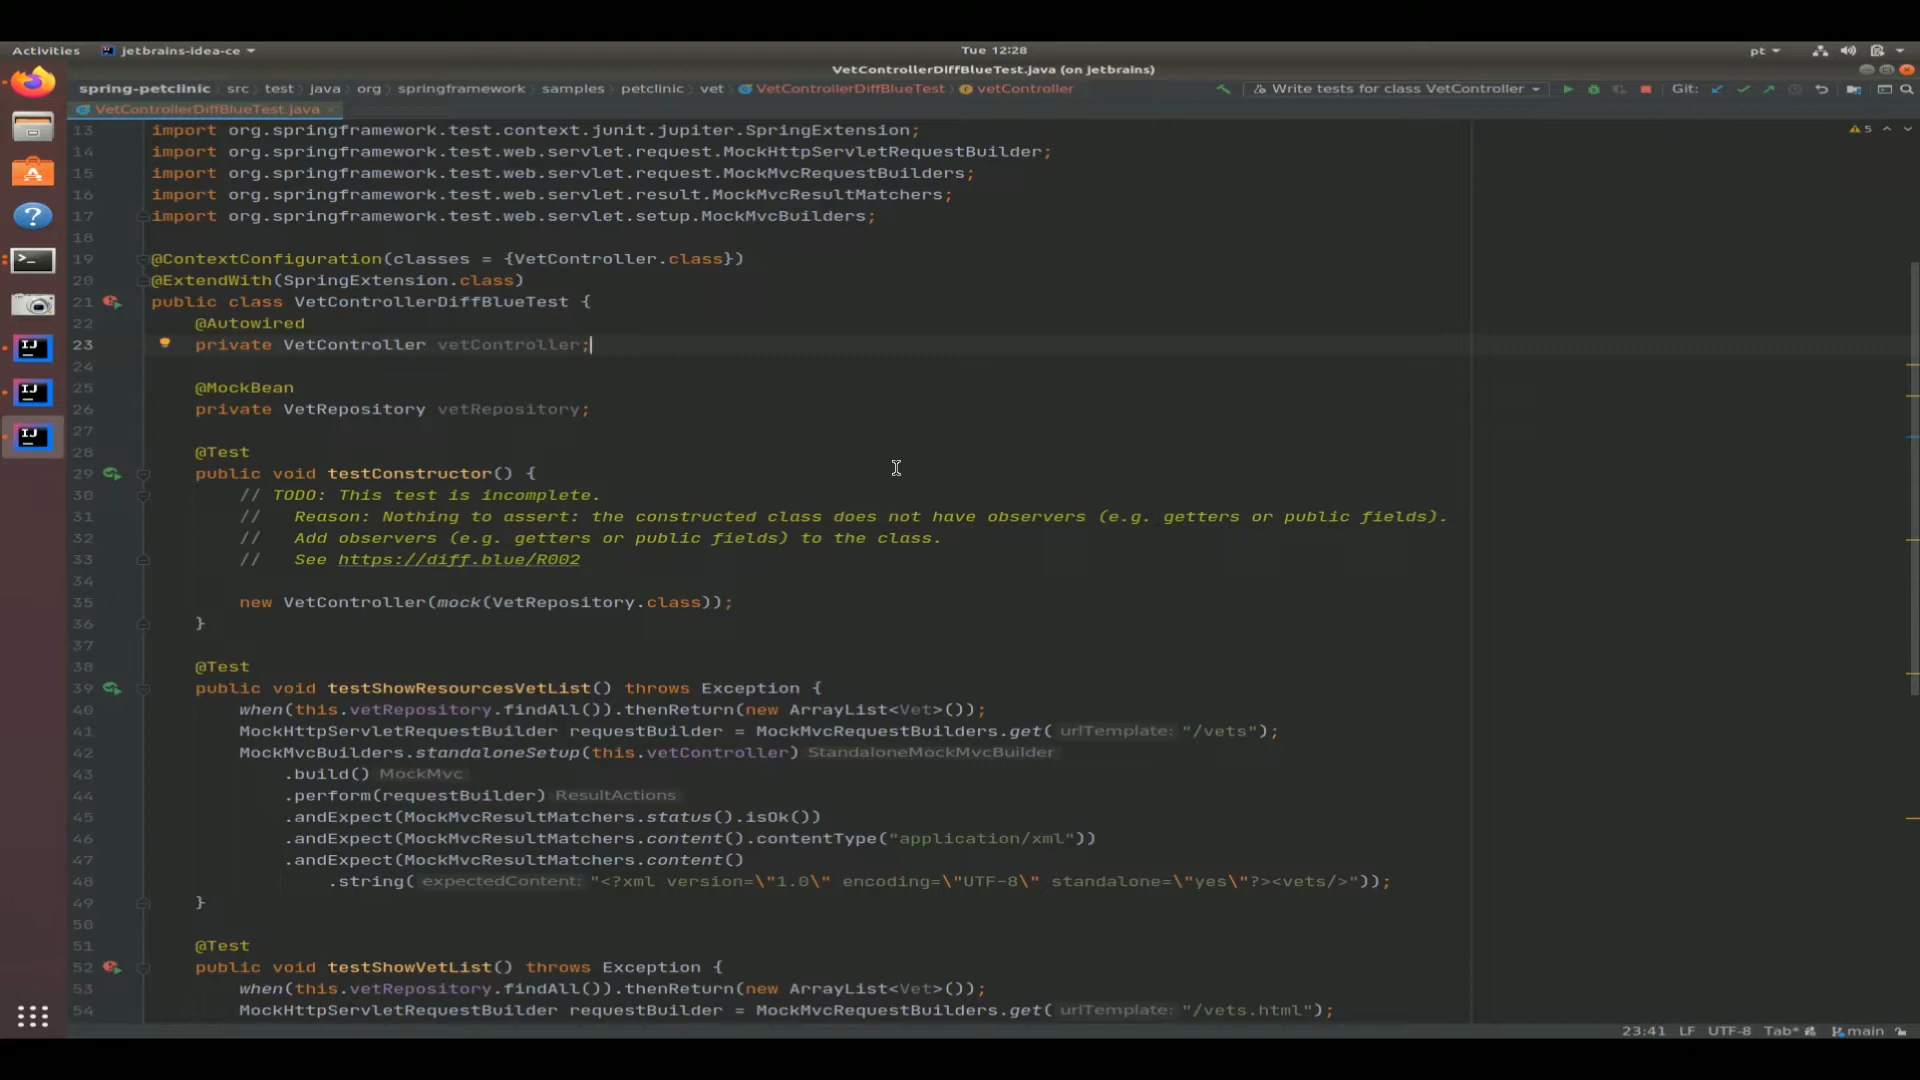 Activities jetbrains-idea-ce Tue 12:28 pt
VetControllerDiffBlueTest.java (on jetbrains)
spring-petclinic src test java org springframework samples petclinic vet VetControllerDiffBlueTest vetController Write tests for class VetController Git:
VetControllerDiffBlueTest.java
13 import org.springframework.test.context.junit.jupiter.SpringExtension; 5
14 import org.springframework.test.web.servlet.request.MockHttpServletRequestBuilder;
15 import org.springframework.test.web.servlet.request.MockMvcRequestBuilders;
16 import org.springframework.test.web.servlet.result.MockMvcResultMatchers;
17 import org.springframework.test.web.servlet.setup.MockMvcBuilders;
18
19 @ContextConfiguration(classes = {VetController.class})
20 @ExtendWith(SpringExtension.class)
21 public class VetControllerDiffBlueTest {
22 @Autowired
23 private VetController vetController;
24
25 @MockBean
26 private VetRepository vetRepository;
27
28 @Test
29 public void testConstructor() {
30 // TODO: This test is incomplete.
31 // Reason: Nothing to assert: the constructed class does not have observers (e.g. getters or public fields).
32 // Add observers (e.g. getters or public fields) to the class.
33 // See https://diff.blue/R002
34
35 new VetController(mock(VetRepository.class));
36 }
37
38 @Test
39 public void testShowResourcesVetList() throws Exception {
40 when(this.vetRepository.findAll()).thenReturn(new ArrayList<Vet>());
41 MockHttpServletRequestBuilder requestBuilder = MockMvcRequestBuilders.get( urlTemplate: "/vets");
42 MockMvcBuilders.standaloneSetup(this.vetController) StandaloneMockMvcBuilder
43 .build() MockMvc
44 .perform(requestBuilder) ResultActions
45 .andExpect(MockMvcResultMatchers.status().isOk())
46 .andExpect(MockMvcResultMatchers.content().contentType("application/xml"))
47 .andExpect(MockMvcResultMatchers.content()
48 .string( expectedContent: "<?xml version=\"1.0\" encoding=\"UTF-8\" standalone=\"yes\"?><vets/>"));
49 }
50
51 @Test
52 public void testShowVetList() throws Exception {
53 when(this.vetRepository.findAll()).thenReturn(new ArrayList<Vet>());
54 MockHttpServletRequestBuilder requestBuilder = MockMvcRequestBuilders.get( urlTemplate: "/vets.html");
23:41 LF UTF-8 Tab* main